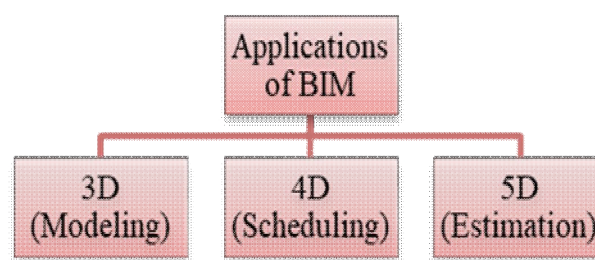 Applications
of BIM
3D
(Modeling)
4D
(Scheduling)
5D
(Estimation)